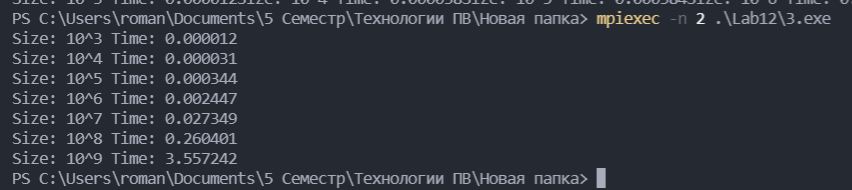 PS C:\Users\roman\Documents\5 Семестр\Технологии ПВ\Новая папка> mpiexec -n 2 .\Lab12\3.exe
Size: 10^3 Time: 0.000012
Size: 10^4 Time: 0.000031
Size: 10^5 Time: 0.000344
Size: 10^6 Time: 0.002447
Size: 10^7 Time: 0.027349
Size: 10^8 Time: 0.260401
Size: 10^9 Time: 3.557242
PS C:\Users\roman\Documents\5 Семестр\Технологии ПВ\Новая папка>